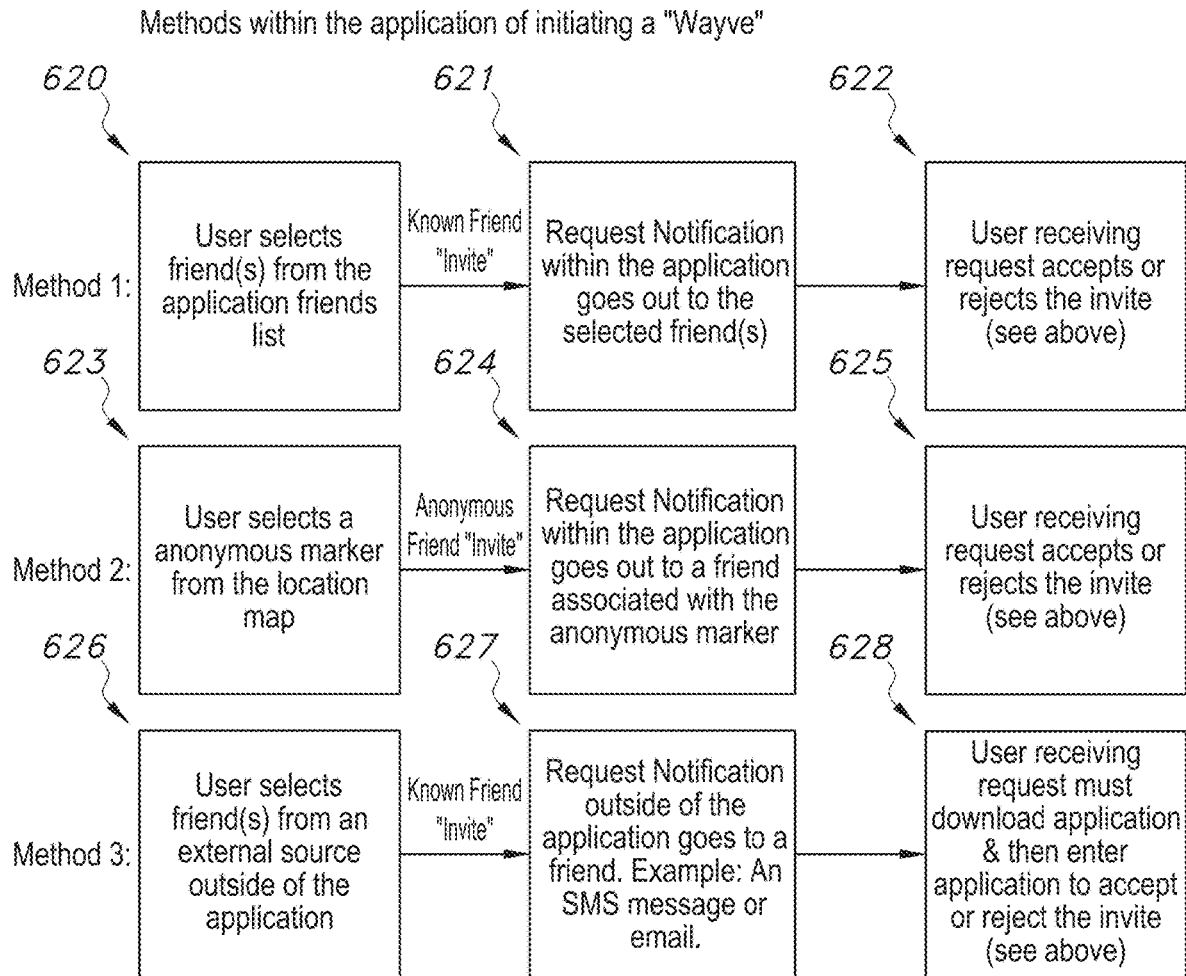 Methods within the application of initiating a "Wayve"
620
621
622
Method 1:
User selects
friend(s) from the
application friends
list
Known Friend
"Invite"
Request Notification
within the application
goes out to the
selected friend(s)
User receiving
request accepts or
rejects the invite
(see above)
623
624
625
Method 2:
User selects a
anonymous marker
from the location
map
Anonymous
Friend "Invite"
Request Notification
within the application
goes out to a friend
associated with the
anonymous marker
User receiving
request accepts or
rejects the invite
(see above)
626
627
628
Method 3:
User selects
friend(s) from an
external source
outside of the
application
Known Friend
"Invite"
Request Notification
outside of the
application goes to a
friend. Example: An
SMS message or
email.
User receiving
request must
download application
& then enter
application to accept
or reject the invite
(see above)